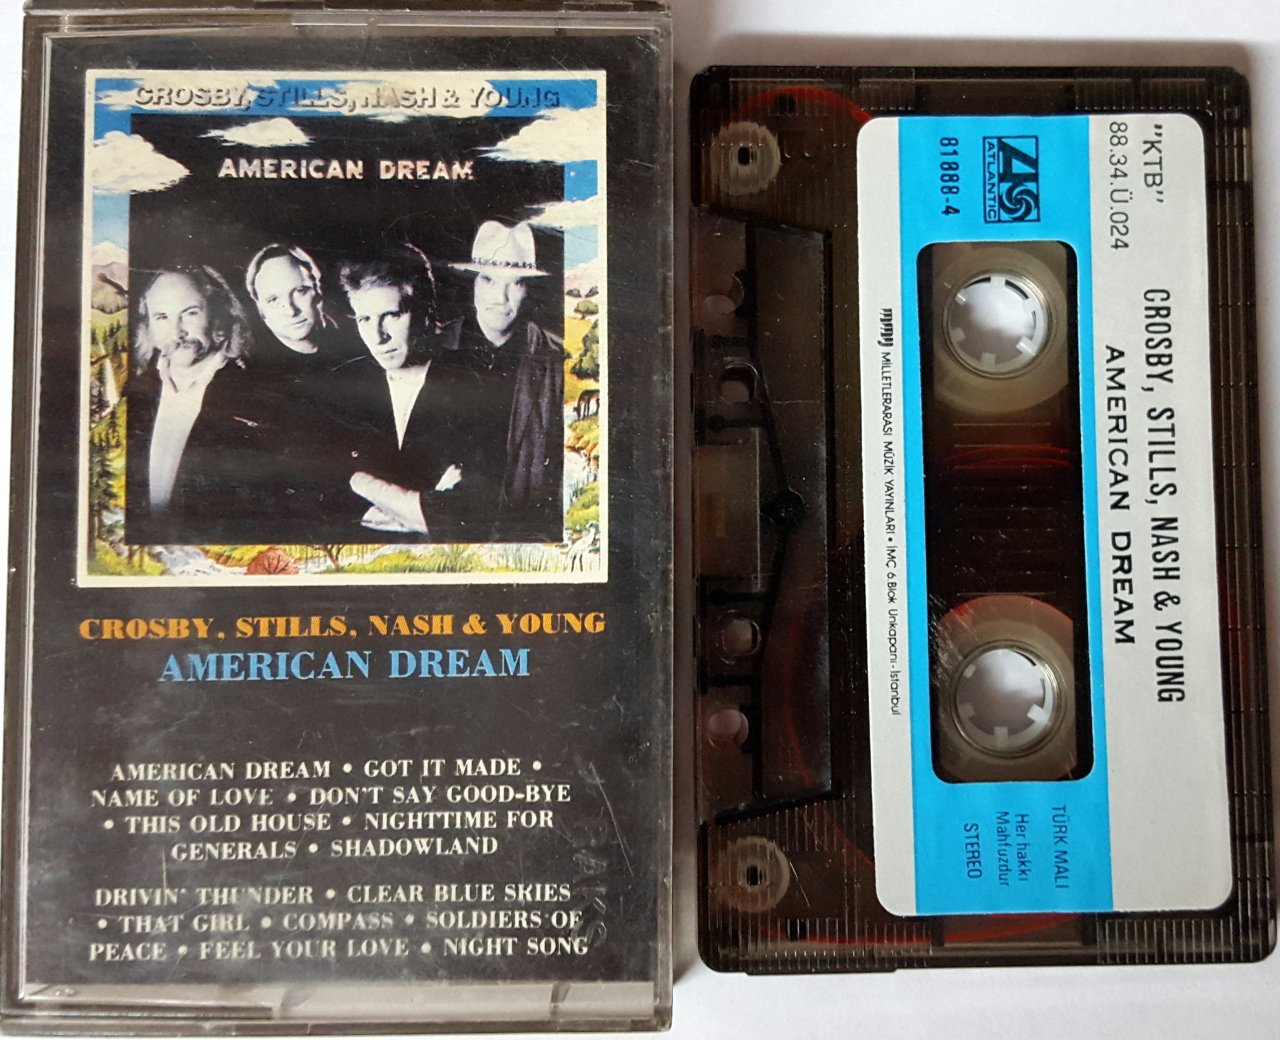 CROSBY, STILLS, NASH & YOUNG
AMERICAN DREAM
CROSBY, STILLS, NASH & YOUNG
AMERICAN DREAM
AMERICAN DREAM • GOT IT MADE •
NAME OF LOVE • DON'T SAY GOOD-BYE
• THIS OLD HOUSE • NIGHTTIME FOR
GENERALS • SHADOWLAND
DRIVIN' THUNDER • CLEAR BLUE SKIES
• THAT GIRL • COMPASS • SOLDIERS OF
PEACE • FEEL YOUR LOVE • NIGHT SONG
"KTB"
88.34.Ü.024
CROSBY, STILLS, NASH & YOUNG
AMERICAN DREAM
ATLANTIC
81888-4
TÜRK MALI
Her hakkı
Mahfuzdur
STEREO
MİLLETLERARASI MÜZİK YAYINLARI • İMÇ 6.Blok Unkapanı - İstanbul